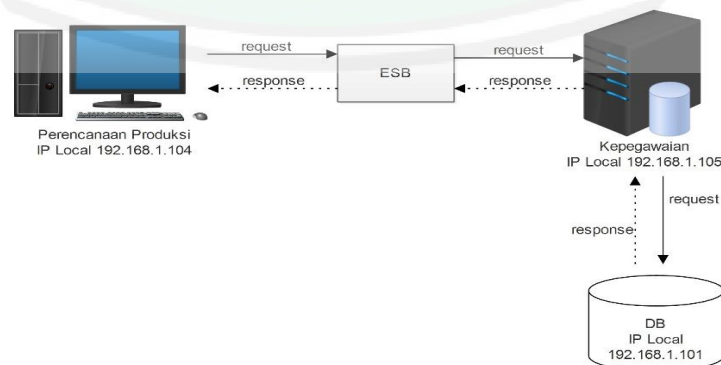 request
request
ESB
response
response
Perencanaan Produksi
IP Local 192.168.1.104
Kepegawaian
IP Local 192.168.1.105
request
response
DB
IP Local
192.168.1.101